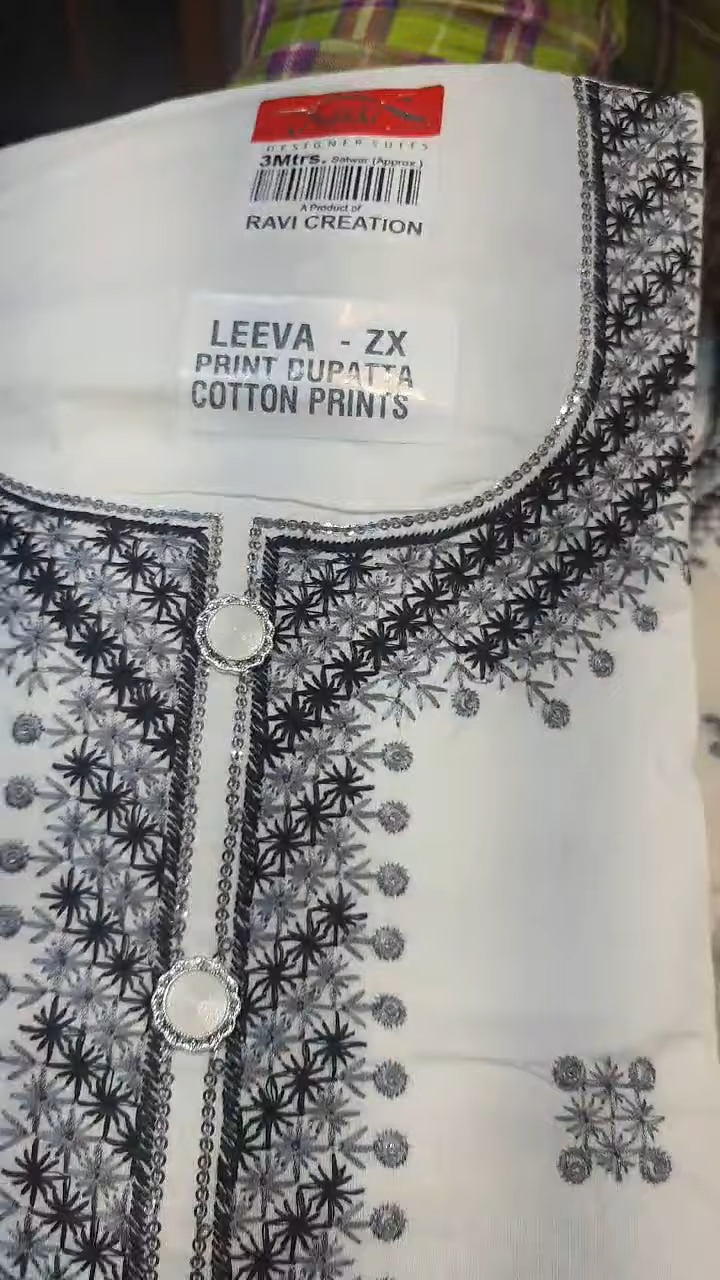 DESIGNER SUITS
3Mtrs. Salwar (Approx.)
A Product of
RAVI CREATION
LEEVA - ZX
PRINT DUPATTA
COTTON PRINTS